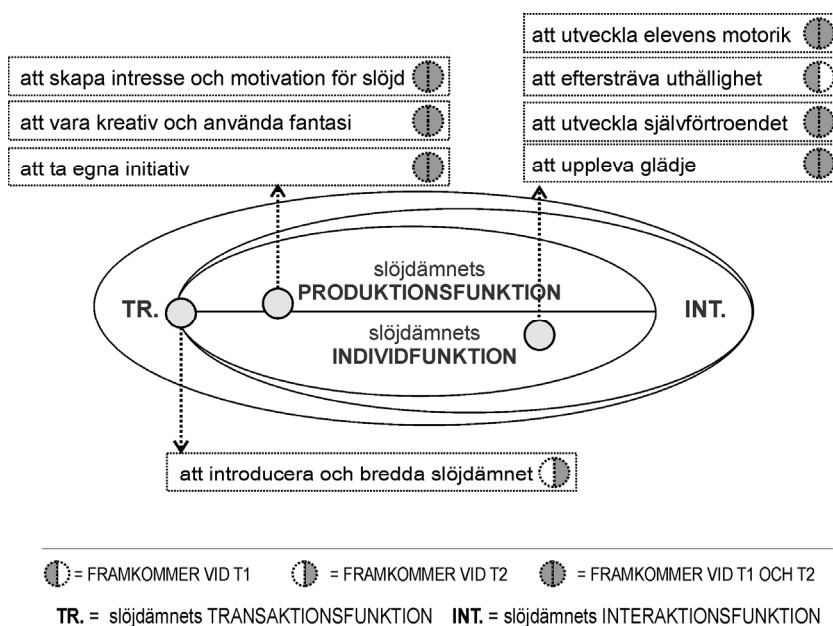 att utveckla elevens motorik
att skapa intresse och motivation för slöjd
att eftersträva uthållighet
att vara kreativ och använda fantasi
att utveckla självförtroendet
att ta egna initiativ
att uppleva glädje
slöjdämnets
PRODUKTIONSFUNKTION
TR.
INT.
slöjdämnets
INDIVIDFUNKTION
att introducera och bredda slöjdämnet
= FRAMKOMMER VID T1
= FRAMKOMMER VID T2
= FRAMKOMMER VID T1 OCH T2
TR. = slöjdämnets TRANSAKTIONSFUNKTION
INT. = slöjdämnets INTERAKTIONSFUNKTION